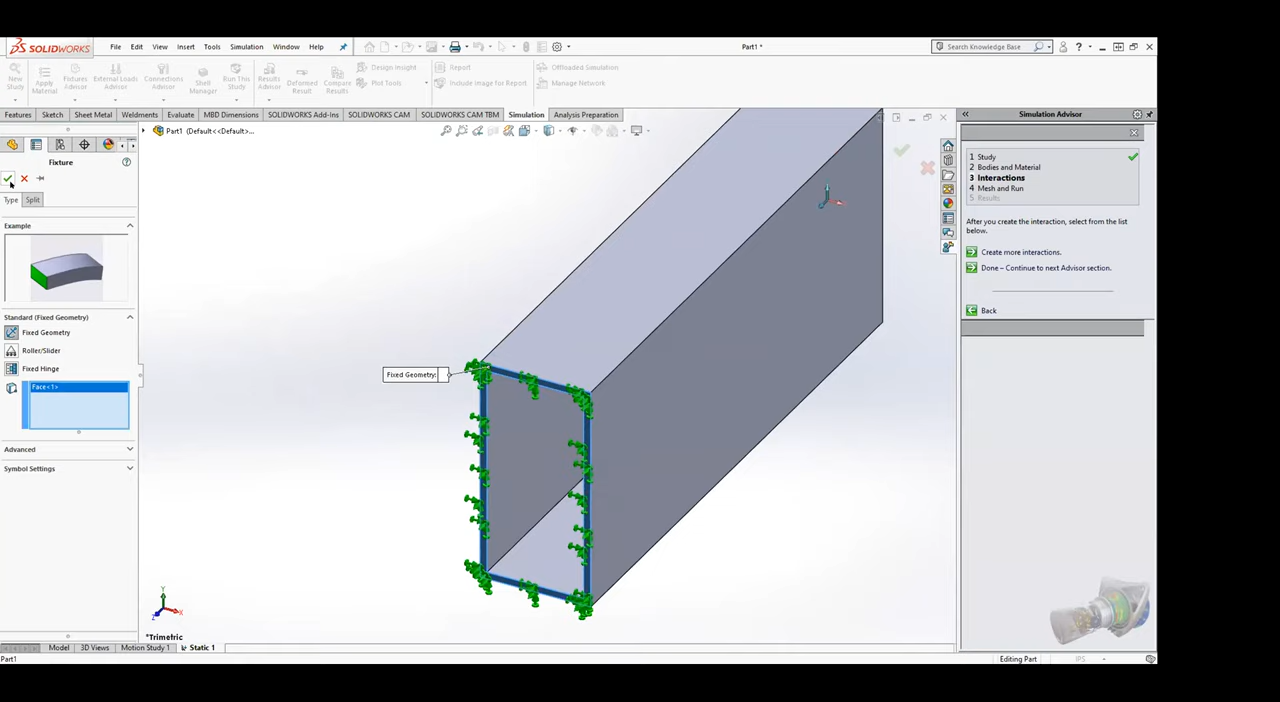 SOLIDWORKS File Edit View Insert Tools Simulation Window Help Part1 * Search Knowledge Base ?
New Study
Apply Material
Fixtures Advisor
External Loads Advisor
Connections Advisor
Shell Manager
Run This Study
Results Advisor
Deformed Result
Compare Results
Design Insight
Plot Tools
Report
Include Image for Report
Offloaded Simulation
Manage Network
Features Sketch Sheet Metal Weldments Evaluate MBD Dimensions SOLIDWORKS Add-Ins SOLIDWORKS CAM SOLIDWORKS CAM TBM Simulation Analysis Preparation
Part1 (Default<<Default>...
Fixture
Type Split
Example
Standard (Fixed Geometry)
Fixed Geometry
Roller/Slider
Fixed Hinge
Face<1>
Advanced
Symbol Settings
Fixed Geometry:
Y
X
Z
*Trimetric
Simulation Advisor
1 Study
2 Bodies and Material
3 Interactions
4 Mesh and Run
5 Results
After you create the interaction, select from the list
below.
Create more interactions.
Done – Continue to next Advisor section.
Back
Model 3D Views Motion Study 1 Static 1
Part1 Editing Part IPS